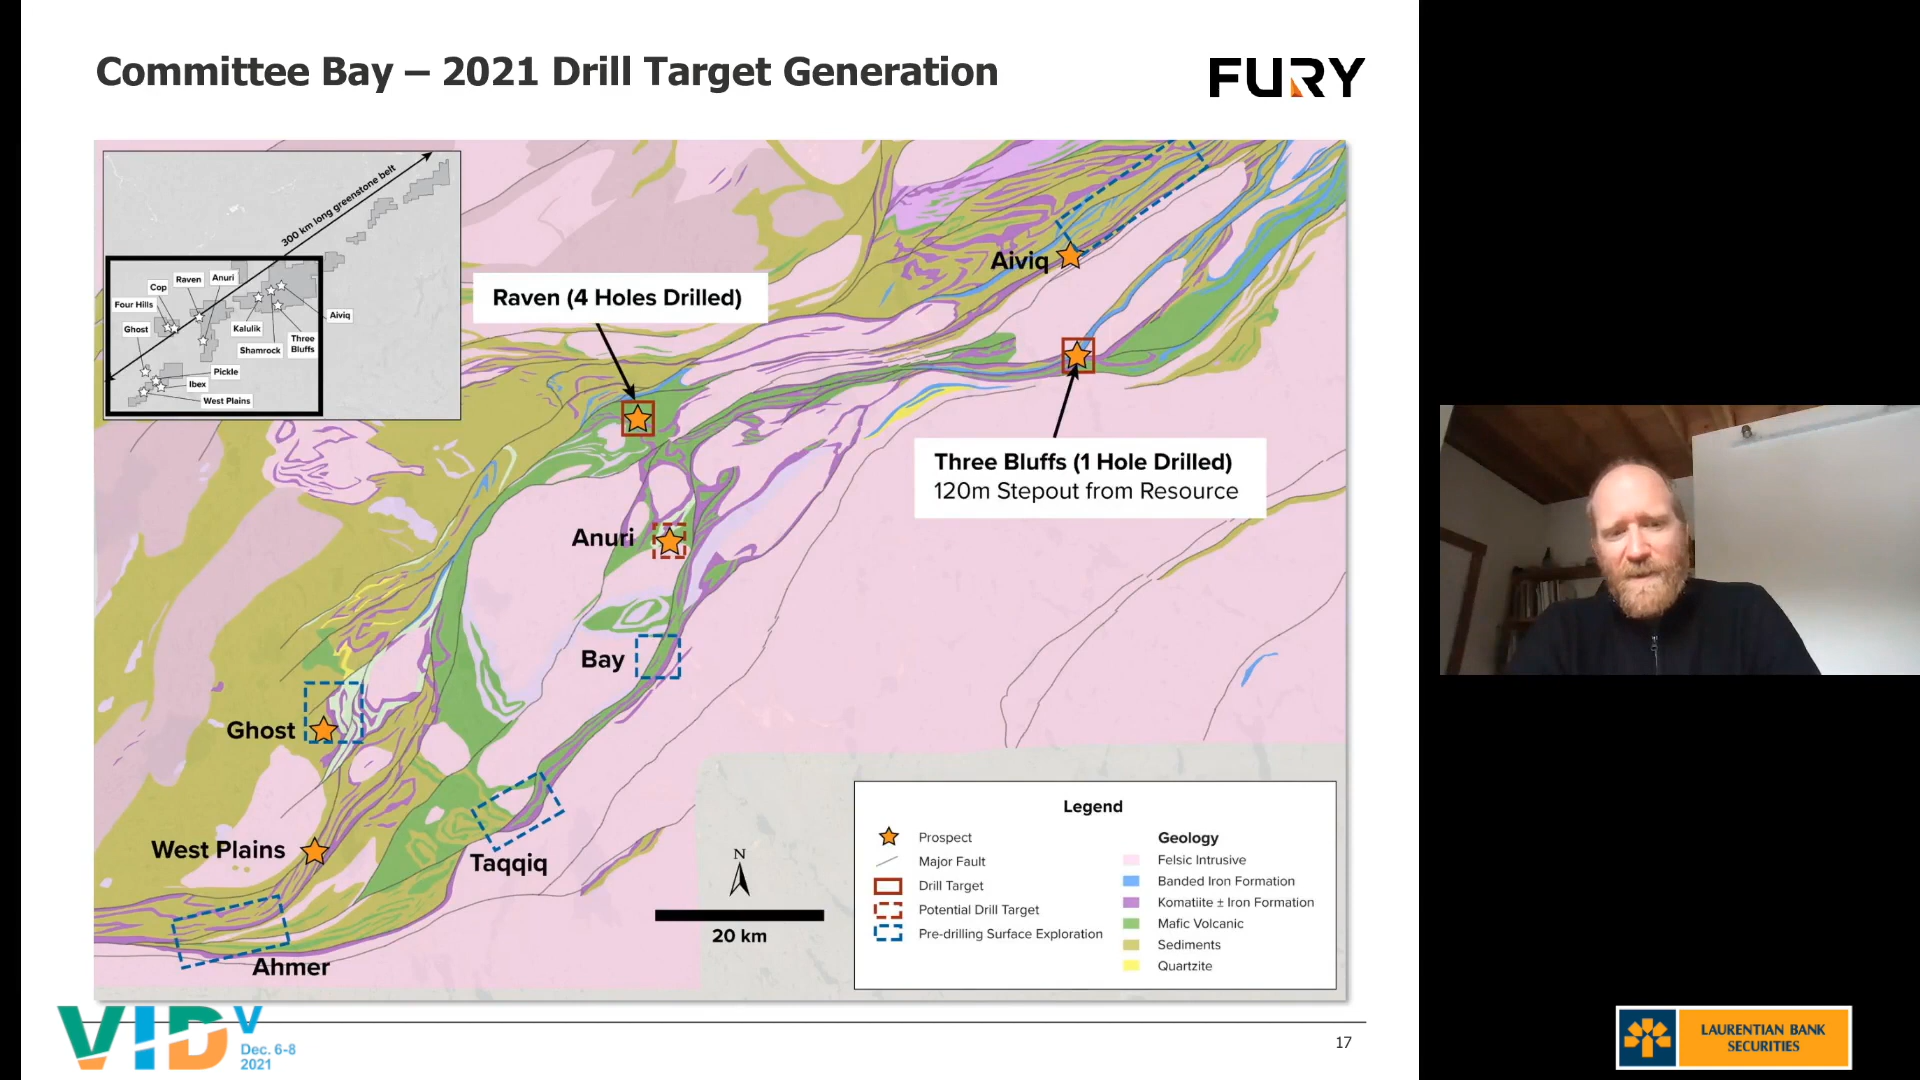 Committee Bay – 2021 Drill Target Generation
FURY
300 km long greenstone belt
Cop
Raven
Anuri
Four Hills
Ghost
Kalulik
Aiviq
Shamrock
Three
Bluffs
Pickle
Ibex
West Plains
Raven (4 Holes Drilled)
Aiviq
Three Bluffs (1 Hole Drilled)
120m Stepout from Resource
Anuri
Bay
Ghost
West Plains
Taqqiq
Ahmer
N
20 km
Legend
Prospect
Major Fault
Drill Target
Potential Drill Target
Pre-drilling Surface Exploration
Geology
Felsic Intrusive
Banded Iron Formation
Komatiite ± Iron Formation
Mafic Volcanic
Sediments
Quartzite
VID V
Dec. 6-8
2021
17
LAURENTIAN BANK
SECURITIES